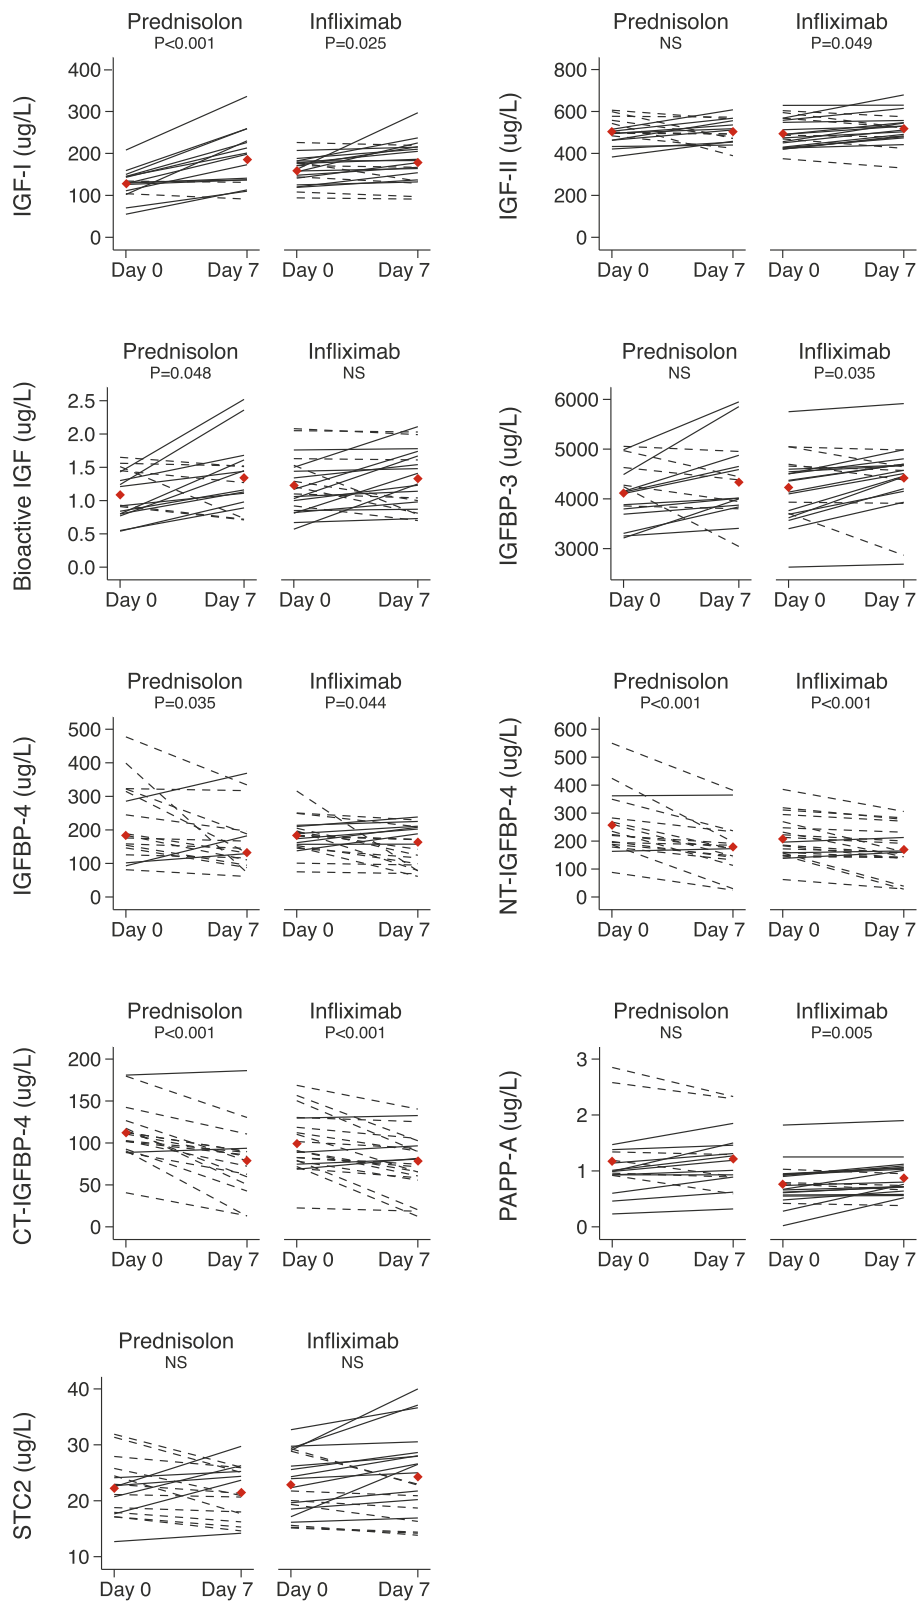 Prednisolon Infliximab
P<0.001 P=0.025
IGF-I (ug/L)
400
300
200
100
0
Day 0 Day 7 Day 0 Day 7
Prednisolon Infliximab
NS P=0.049
IGF-II (ug/L)
800
600
400
200
0
Day 0 Day 7 Day 0 Day 7
Prednisolon Infliximab
P=0.048 NS
Bioactive IGF (ug/L)
2.5
2.0
1.5
1.0
0.5
0.0
Day 0 Day 7 Day 0 Day 7
Prednisolon Infliximab
NS P=0.035
IGFBP-3 (ug/L)
6000
5000
4000
3000
Day 0 Day 7 Day 0 Day 7
Prednisolon Infliximab
P=0.035 P=0.044
IGFBP-4 (ug/L)
500
400
300
200
100
0
Day 0 Day 7 Day 0 Day 7
Prednisolon Infliximab
P<0.001 P<0.001
NT-IGFBP-4 (ug/L)
600
500
400
300
200
100
0
Day 0 Day 7 Day 0 Day 7
Prednisolon Infliximab
P<0.001 P<0.001
CT-IGFBP-4 (ug/L)
200
150
100
50
0
Day 0 Day 7 Day 0 Day 7
Prednisolon Infliximab
NS P=0.005
PAPP-A (ug/L)
3
2
1
0
Day 0 Day 7 Day 0 Day 7
Prednisolon Infliximab
NS NS
STC2 (ug/L)
40
30
20
10
Day 0 Day 7 Day 0 Day 7